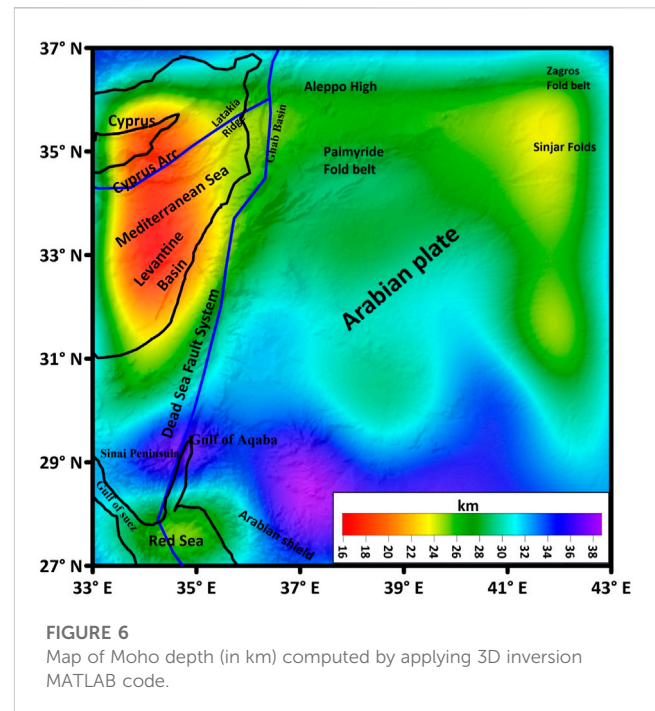 37° N
35° N
33° N
31° N
29° N
27° N
33° E
35° E
37° E
39° E
41° E
43° E
Zagros
Fold belt
Aleppo High
Cyprus
Latakia
Ridge
Ghab Basin
Palmyride
Fold belt
Sinjar Folds
Cyprus Arc
Mediterranean Sea
Levantine
Basin
Arabian plate
Dead Sea Fault System
Gulf of Aqaba
Sinai Peninsula
Gulf of suez
Red Sea
Arabian shield
km
16 18 20 22 24 26 28 30 32 34 36 38
FIGURE 6
Map of Moho depth (in km) computed by applying 3D inversion
MATLAB code.